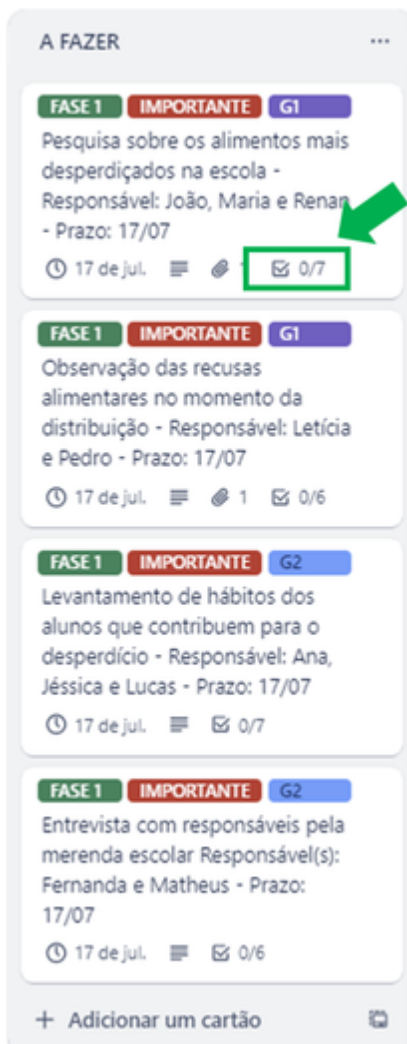 A FAZER
FASE 1 IMPORTANTE G1
Pesquisa sobre os alimentos mais
desperdiçados na escola -
Responsável: João, Maria e Renan
- Prazo: 17/07
17 de jul. 0/7
FASE 1 IMPORTANTE G1
Observação das recusas
alimentares no momento da
distribuição - Responsável: Letícia
e Pedro - Prazo: 17/07
17 de jul. 1 0/6
FASE 1 IMPORTANTE G2
Levantamento de hábitos dos
alunos que contribuem para o
desperdício - Responsável: Ana,
Jéssica e Lucas - Prazo: 17/07
17 de jul. 0/7
FASE 1 IMPORTANTE G2
Entrevista com responsáveis pela
merenda escolar Responsável(s):
Fernanda e Matheus - Prazo:
17/07
17 de jul. 0/6
+ Adicionar um cartão